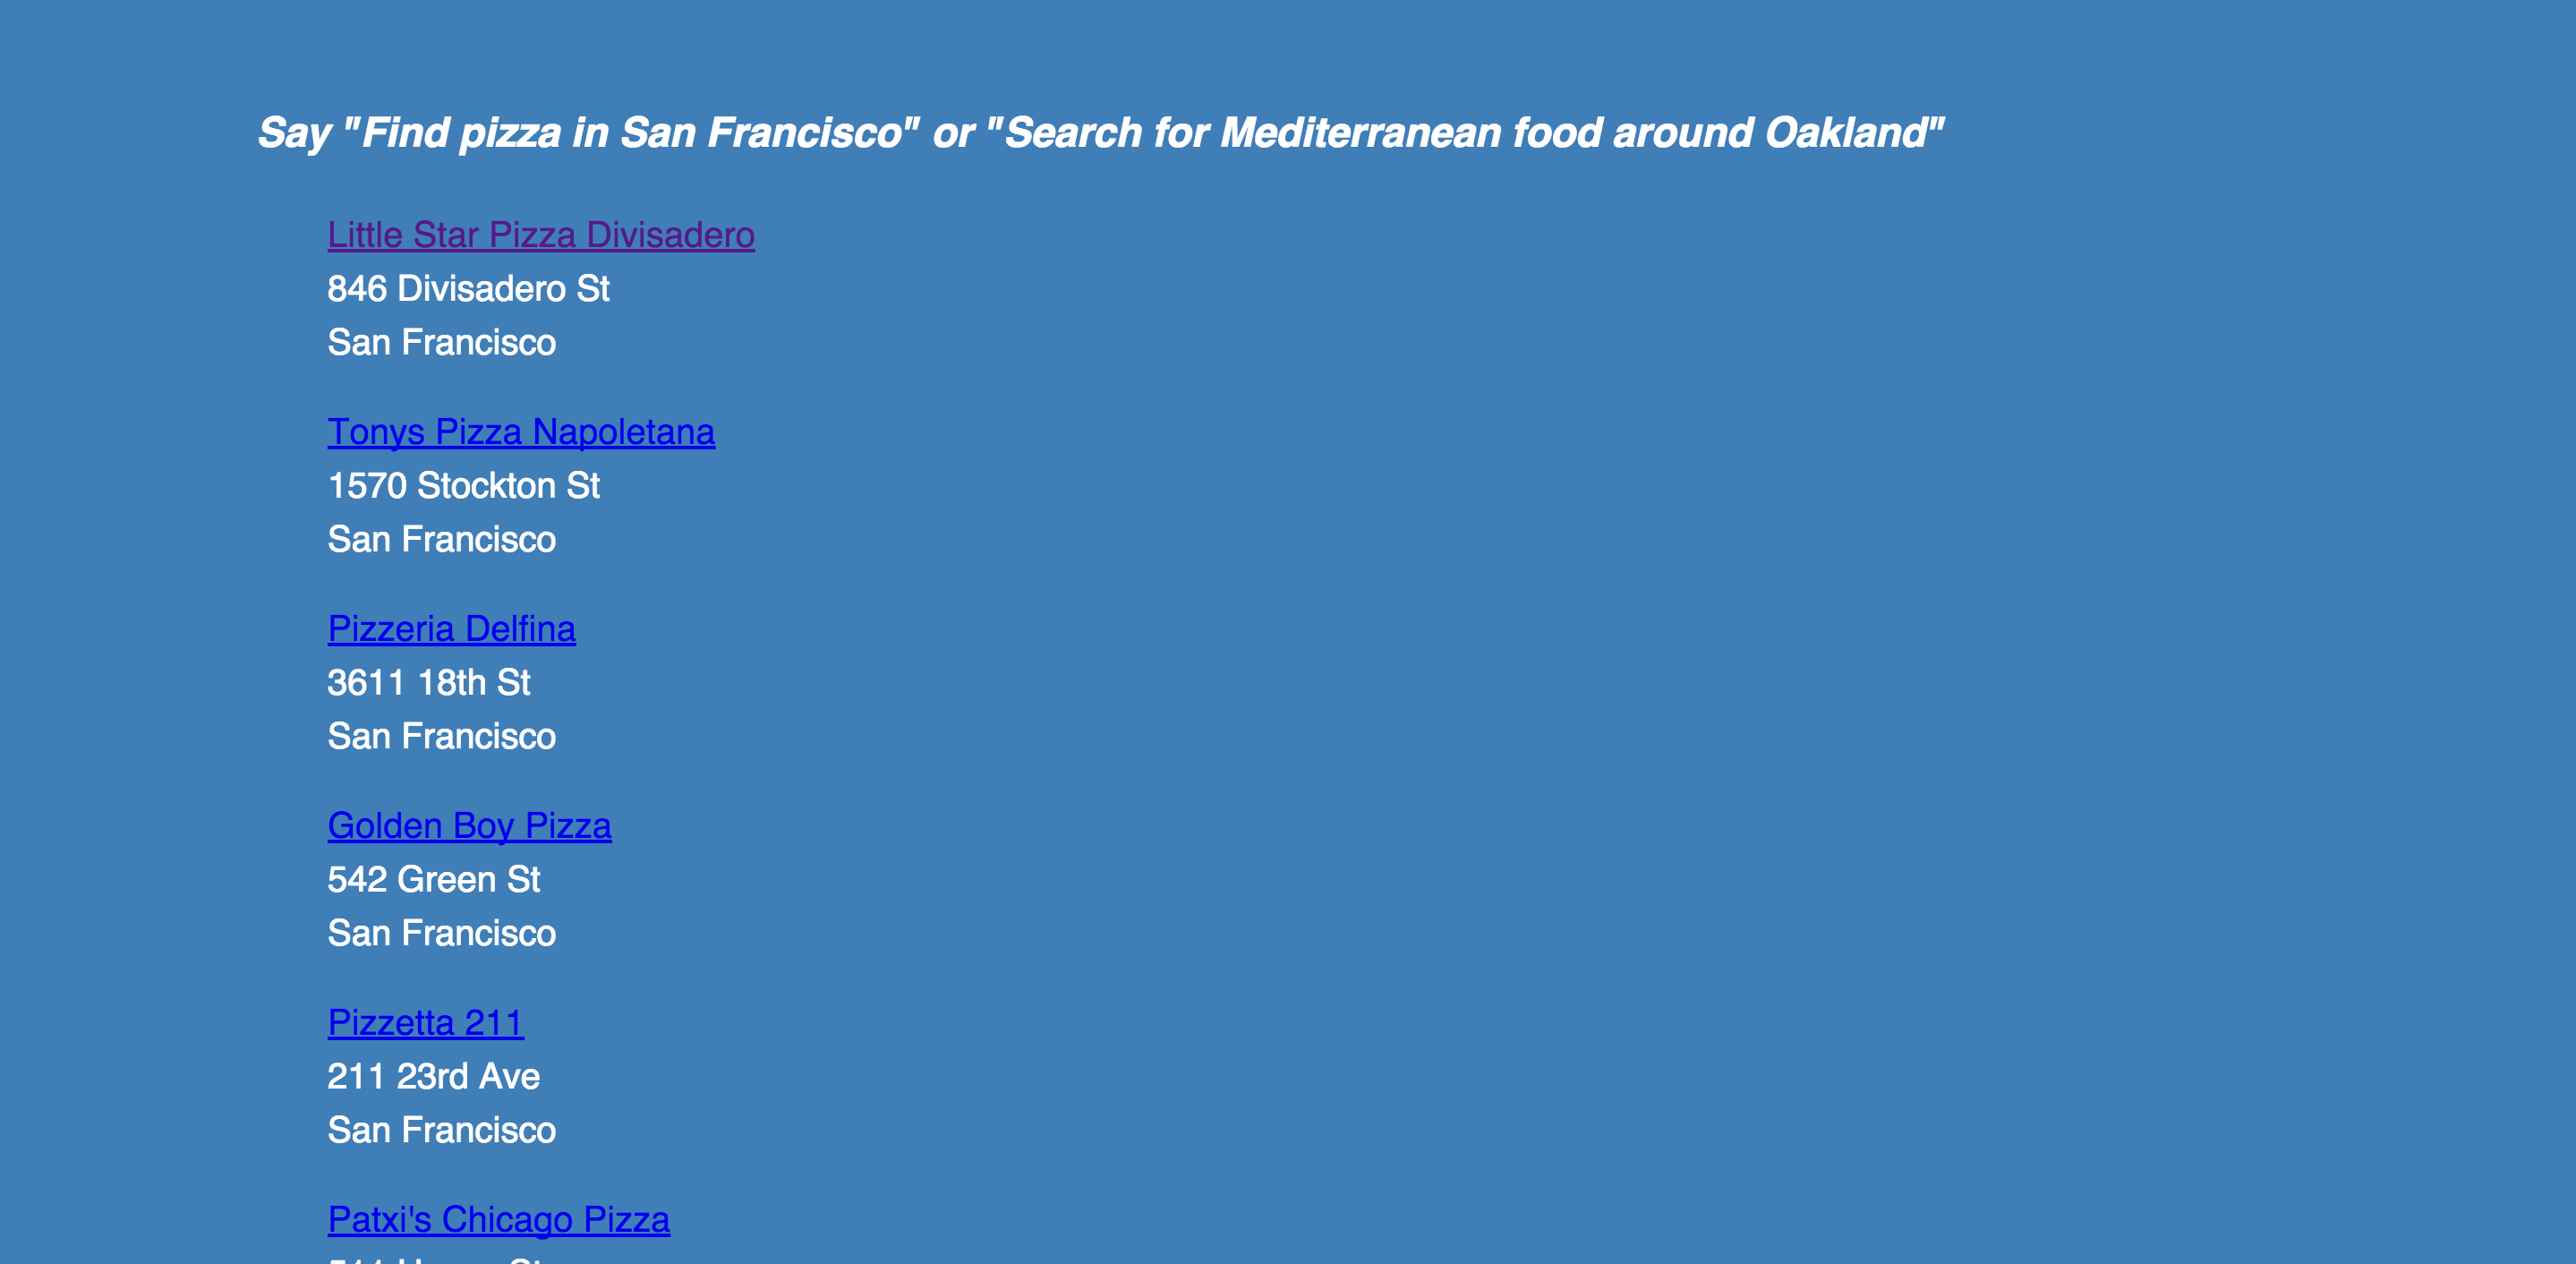 Say "Find pizza in San Francisco" or "Search for Mediterranean food around Oakland"
Little Star Pizza Divisadero
846 Divisadero St
San Francisco
Tonys Pizza Napoletana
1570 Stockton St
San Francisco
Pizzeria Delfina
3611 18th St
San Francisco
Golden Boy Pizza
542 Green St
San Francisco
Pizzetta 211
211 23rd Ave
San Francisco
Patxi's Chicago Pizza